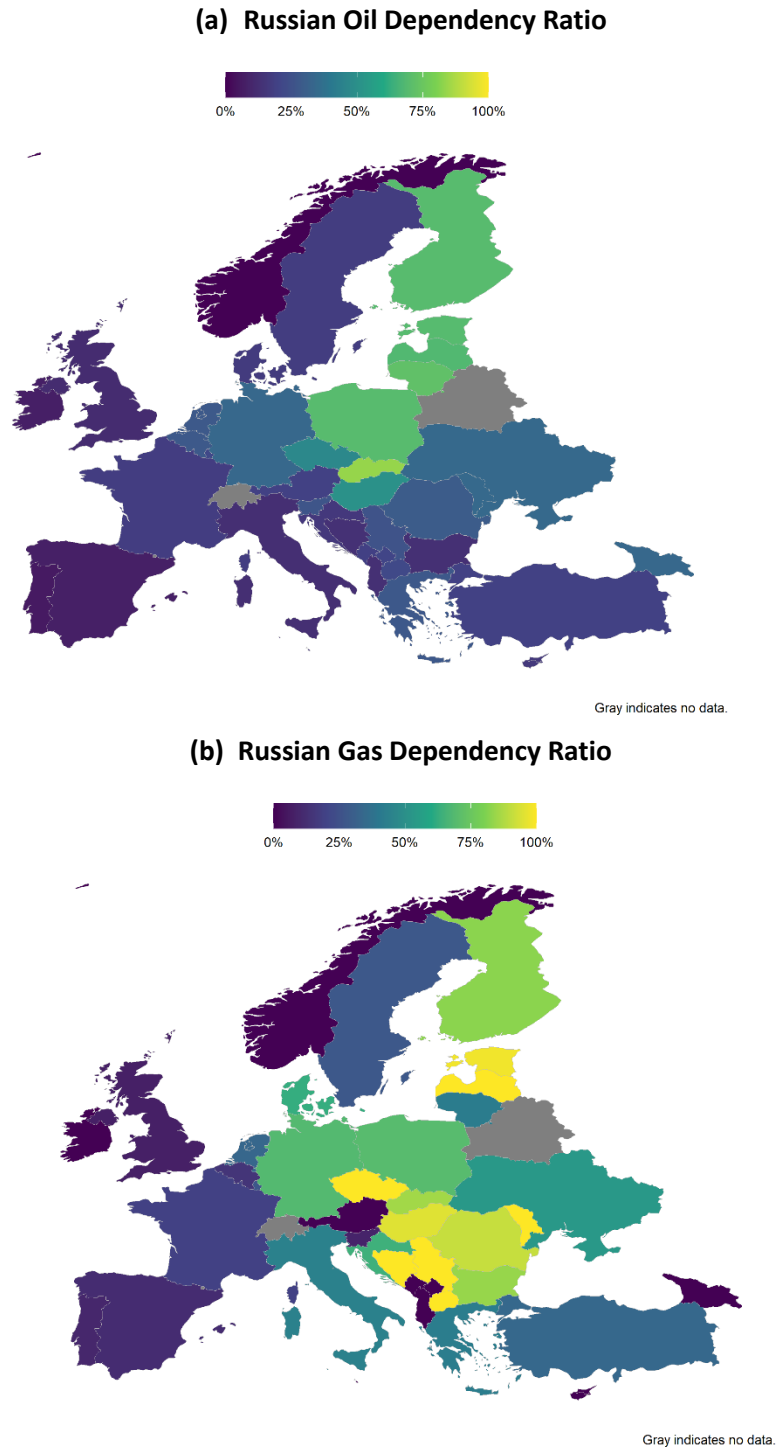 (a) Russian Oil Dependency Ratio
0% 25% 50% 75% 100%
Gray indicates no data.
(b) Russian Gas Dependency Ratio
0% 25% 50% 75% 100%
Gray indicates no data.